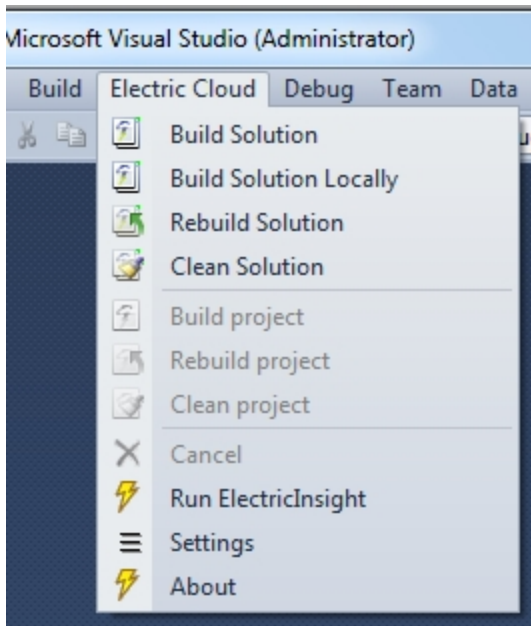 Microsoft Visual Studio (Administrator)
Build Electric Cloud Debug Team Data
Build Solution
Build Solution Locally
Rebuild Solution
Clean Solution
Build project
Rebuild project
Clean project
Cancel
Run ElectricInsight
Settings
About